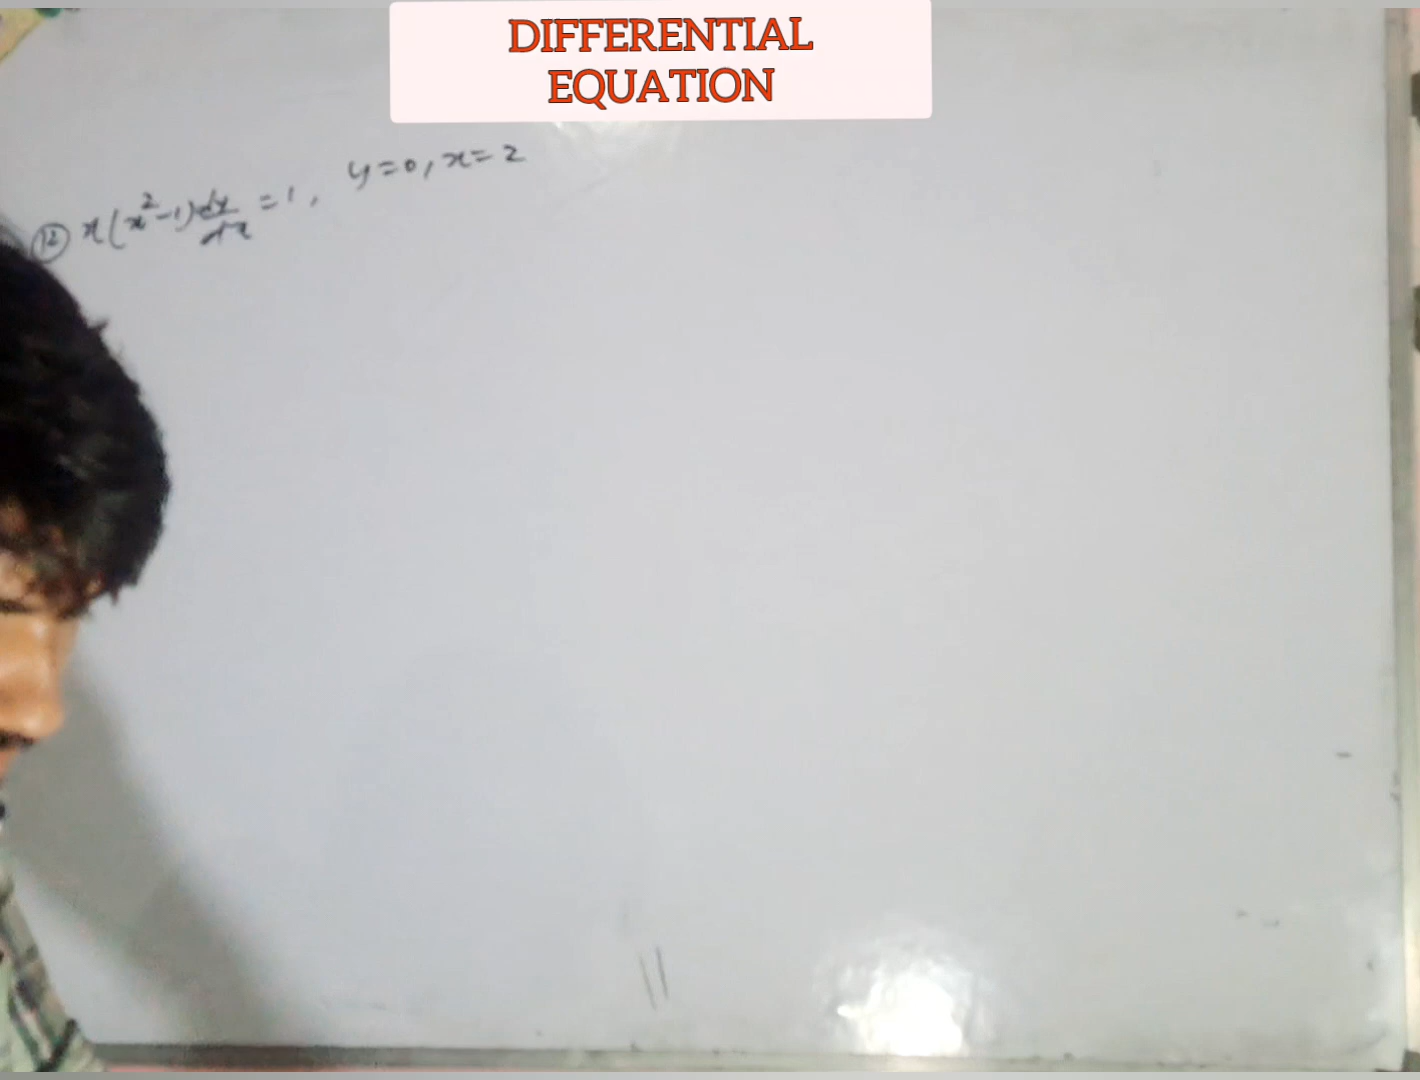 DIFFERENTIAL
EQUATION
⑫ x(x²-1)dy/dx = 1, y=0, x=2